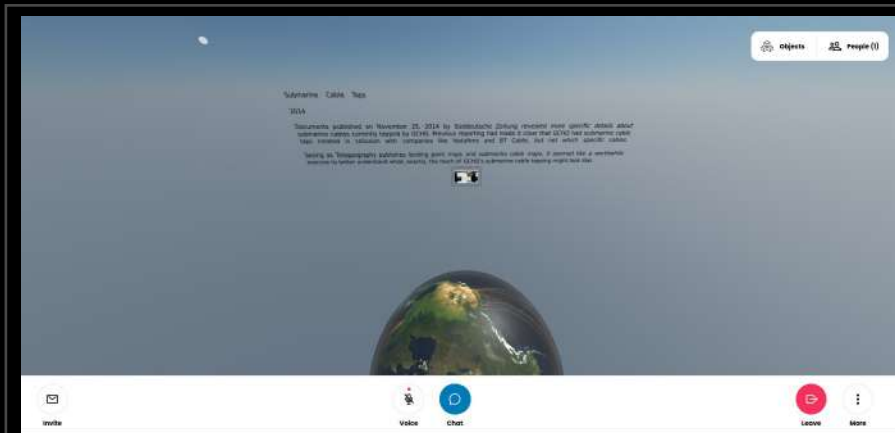 Objects
People (1)
Submarine Cable Taps
2014
Documents published on November 25, 2014 by Süddeutsche Zeitung revealed more specific details about
submarine cables currently tapped by GCHQ. Previous reporting had made it clear that GCHQ had submarine cable
taps installed in collusion with companies like Vodafone and BT Cable, but not which specific cables.
Seeing as Telegeography publishes landing point maps and submarine cable maps, it seemed like a worthwhile
exercise to better understand what, exactly, the reach of GCHQ's submarine cable tapping might look like.
Invite
Voice
Chat
Leave
More